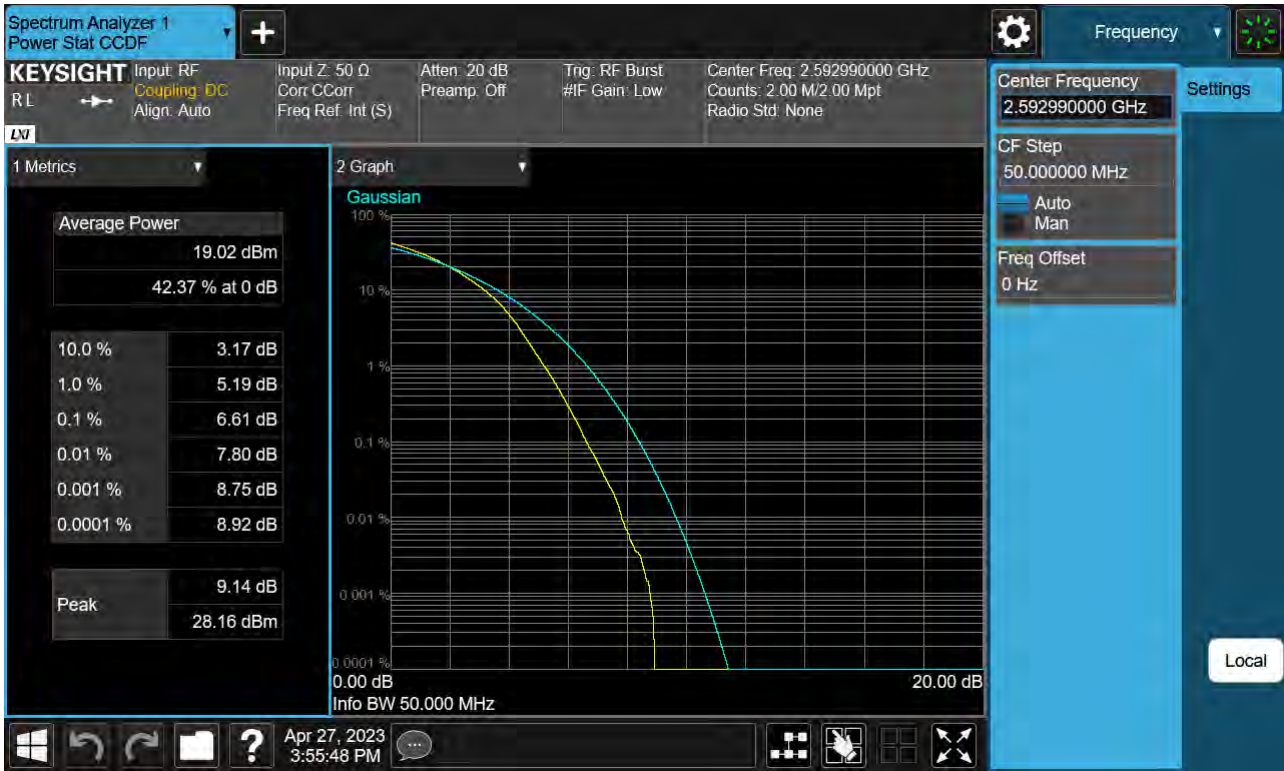 Spectrum Analyzer 1
Power Stat CCDF
+
Frequency
KEYSIGHT
RL
LXI
Input: RF
Coupling: DC
Align: Auto
Input Z: 50 Ω
Corr CCorr
Freq Ref: Int (S)
Atten: 20 dB
Preamp: Off
Trig: RF Burst
#IF Gain: Low
Center Freq: 2.592990000 GHz
Counts: 2.00 M/2.00 Mpt
Radio Std: None
Center Frequency
2.592990000 GHz
Settings
CF Step
50.000000 MHz
Auto
Man
Freq Offset
0 Hz
Local
1 Metrics
Average Power
19.02 dBm
42.37 % at 0 dB
10.0 % 3.17 dB
1.0 % 5.19 dB
0.1 % 6.61 dB
0.01 % 7.80 dB
0.001 % 8.75 dB
0.0001 % 8.92 dB
Peak
9.14 dB
28.16 dBm
2 Graph
Gaussian
100 %
10 %
1 %
0.1 %
0.01 %
0.001 %
0.0001 %
0.00 dB
20.00 dB
Info BW 50.000 MHz
?
Apr 27, 2023
3:55:48 PM